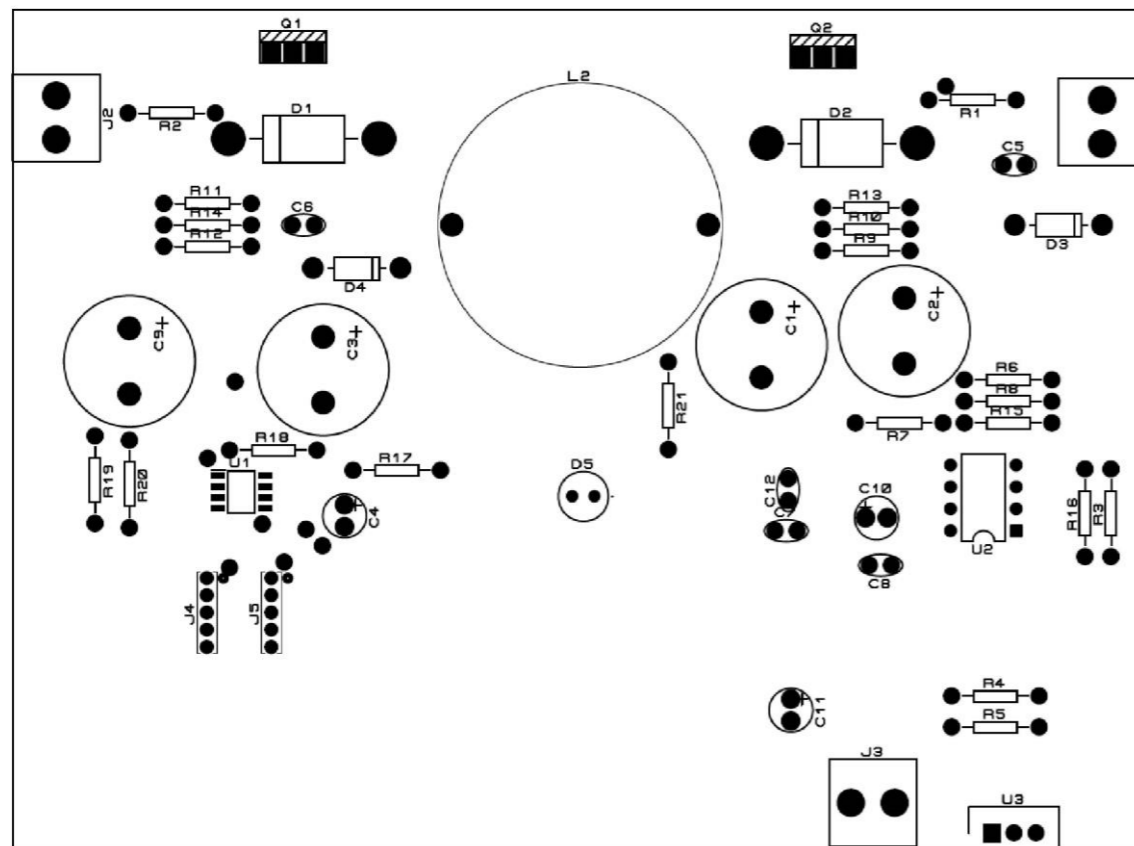 Q1
Q2
L2
J2
R2
D1
D2
R1
C5
R11
R14
R12
C6
D4
R13
R10
R9
D3
C9
+
C3
+
C1
+
C2
+
R6
R8
R15
R7
R21
R18
U1
R17
R19
R20
C4
+
D5
C12
C7
C10
+
C8
U2
R16
R3
J4
J5
C11
+
R4
R5
J3
U3